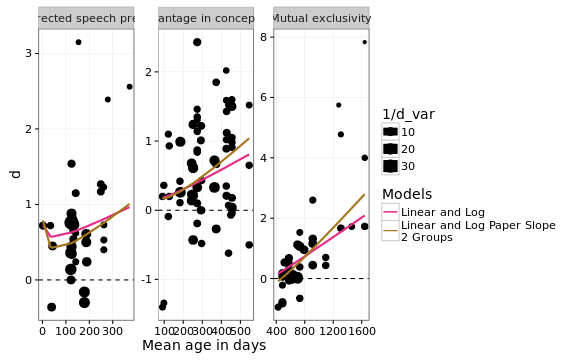 rected speech pre
antage in concep
Mutual exclusivity
d
3
2
1
0
2
1
0
-1
8
6
4
2
0
0 100 200 300
100 200 300 400 500
400 800 1200 1600
Mean age in days
1/d_var
10
20
30
Models
Linear and Log
Linear and Log Paper Slope
2 Groups